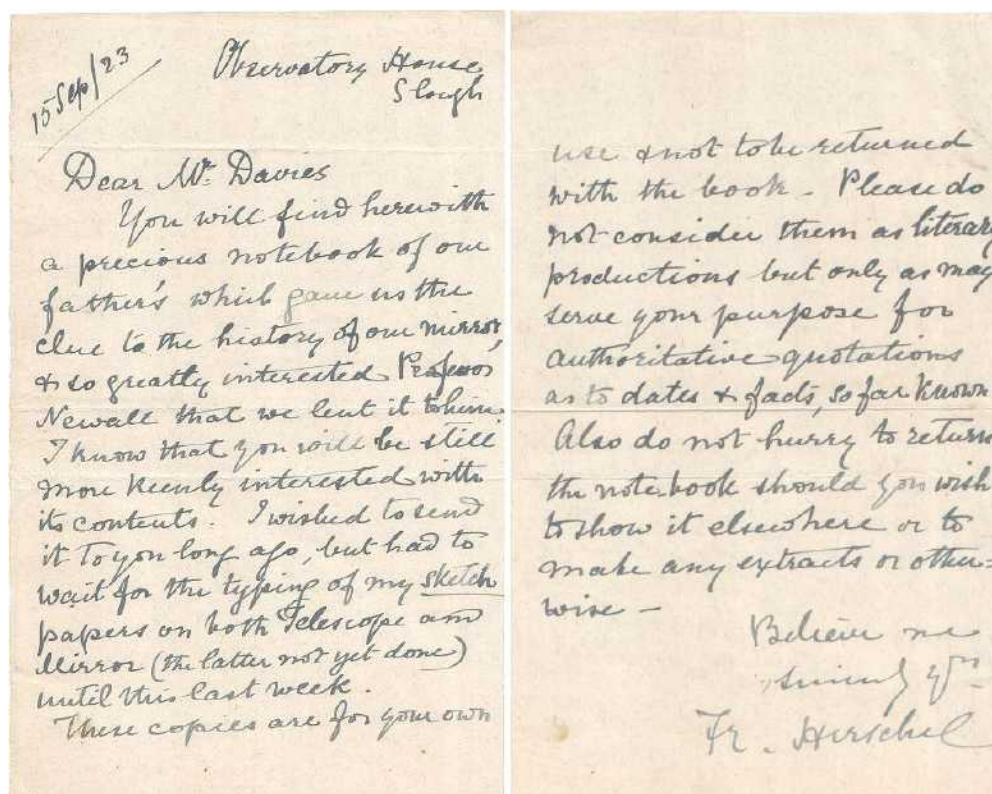 15 Sep/23
Observatory House
Slough
Dear Mr. Davies
You will find herewith
a precious notebook of our
father's which gave us the
clue to the history of our mirror,
& so greatly interested Professor
Newall that we lent it to him.
I know that you will be still
more keenly interested with
its contents. I wished to send
it to you long ago, but had to
wait for the typing of my sketch
papers on both Telescope and
Mirror (the latter not yet done)
until this last week.
These copies are for your own
use & not to be returned
with the book. Please do
not consider them as literary
productions but only as may
serve your purpose for
authoritative quotations
as to dates & facts, so far known
Also do not hurry to return
the notebook should you wish
to show it elsewhere or to
make any extracts or other=
wise –
Believe me
sincerely yrs
Fr. Herschel